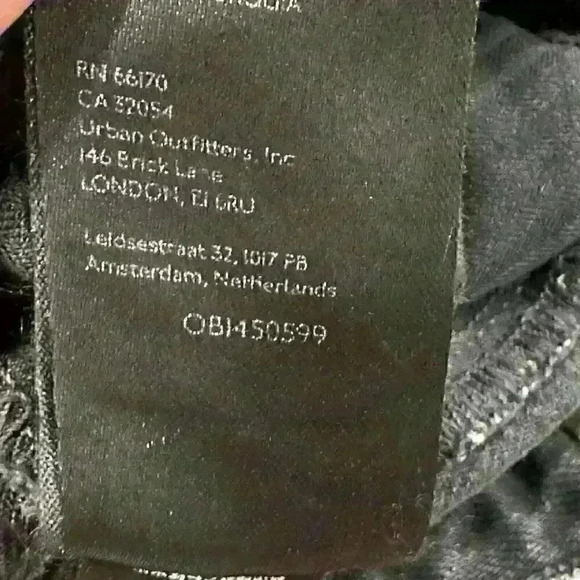 RN 66170
CA 32054
Urban Outfitters, Inc
146 Brick Lane
LONDON, E1 6RU
Leidsestraat 32, 1017 PB
Amsterdam, Netherlands
OB1450599